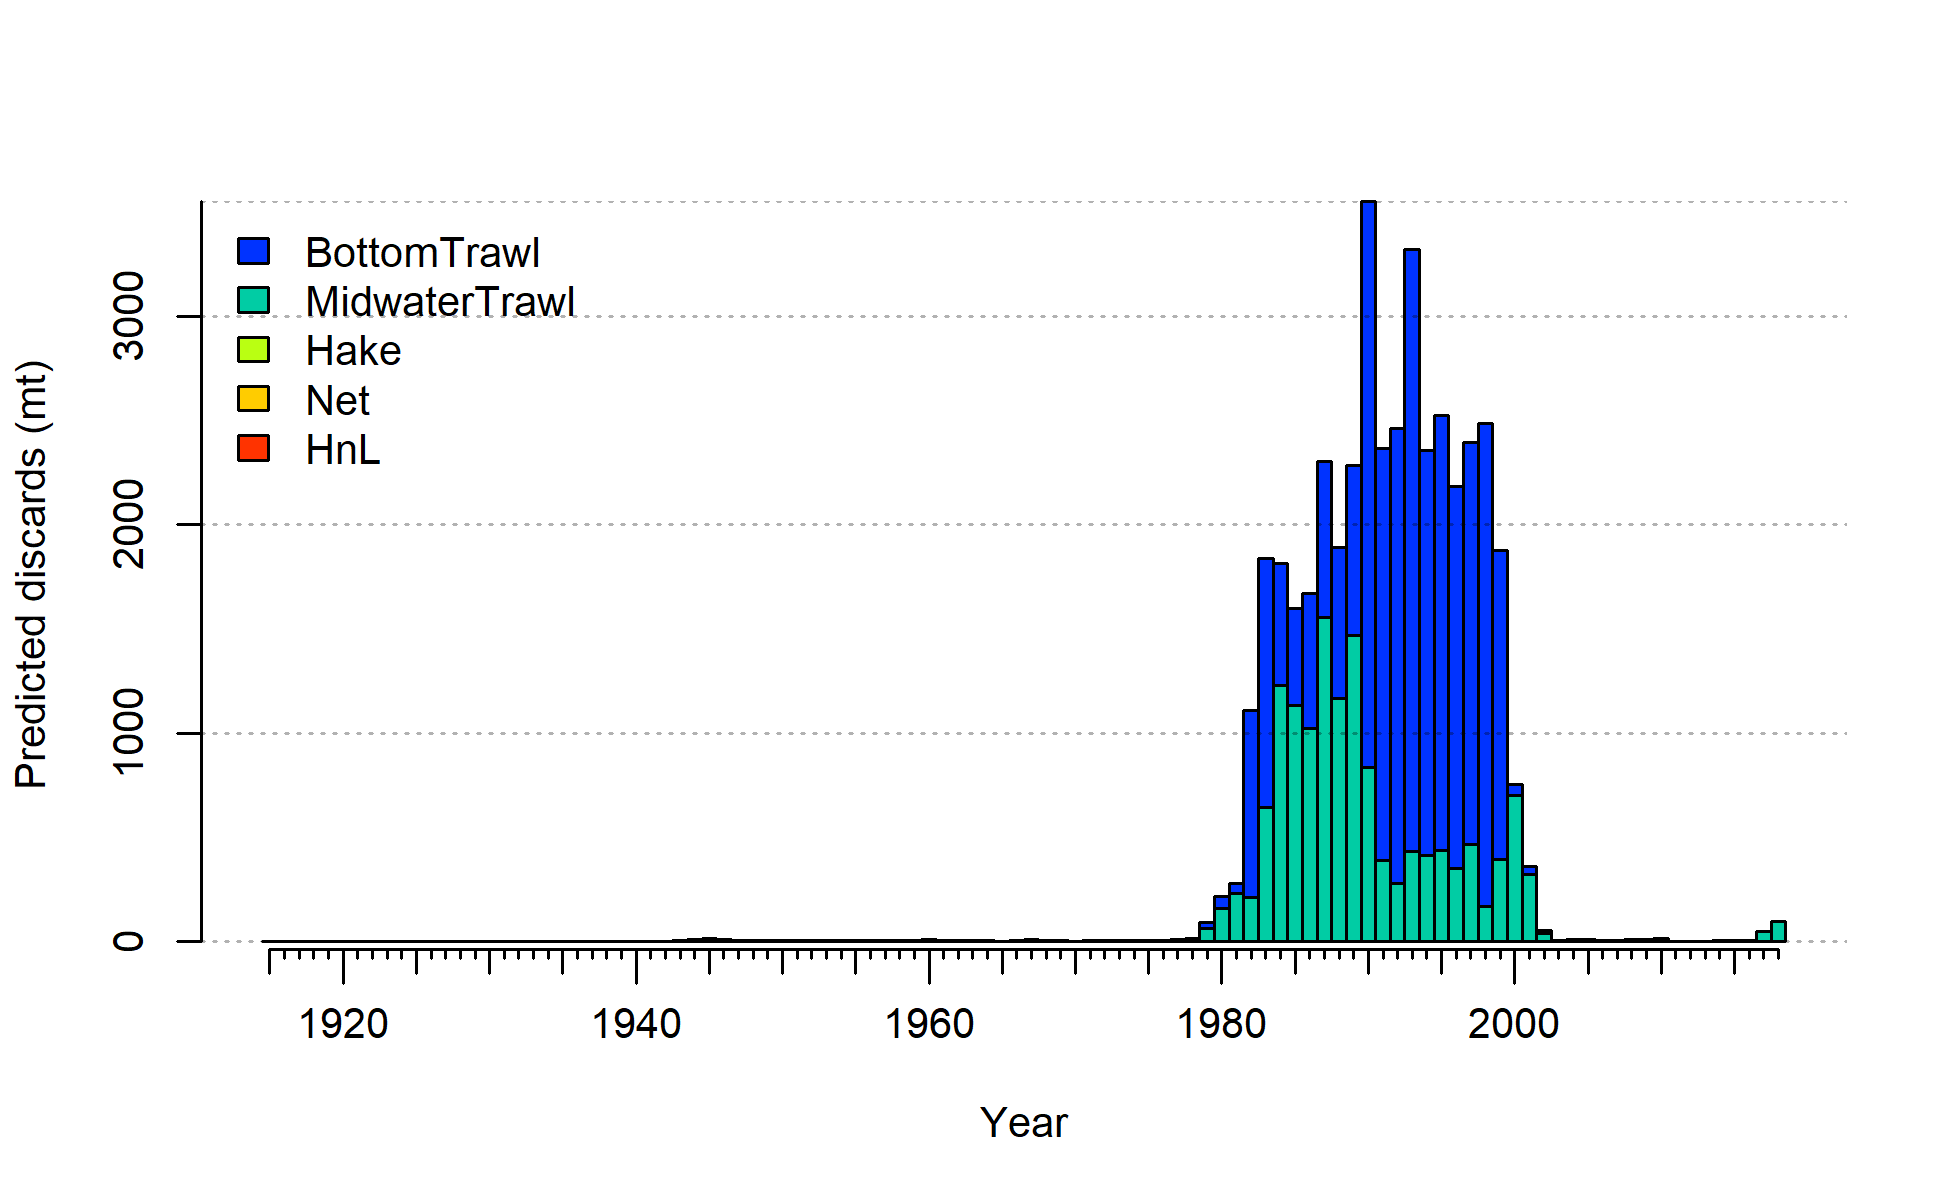 BottomTrawl
MidwaterTrawl
Hake
Net
HnL
Predicted discards (mt)
3000
2000
1000
0
1920 1940 1960 1980 2000
Year